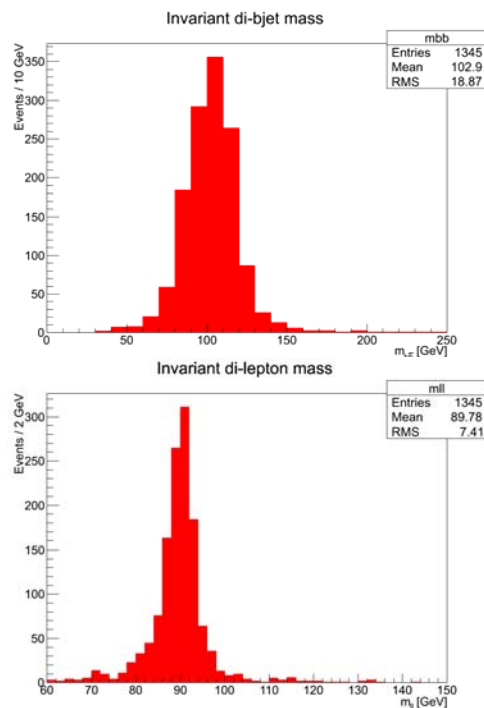 Invariant di-bjet mass
mbb
Entries 1345
Mean 102.9
RMS 18.87
Events / 10 GeV
350
300
250
200
150
100
50
0
0 50 100 150 200 250
[GeV]
Invariant di-lepton mass
mll
Entries 1345
Mean 89.78
RMS 7.41
Events / 2 GeV
300
250
200
150
100
50
0
60 70 80 90 100 110 120 130 140 150
[GeV]